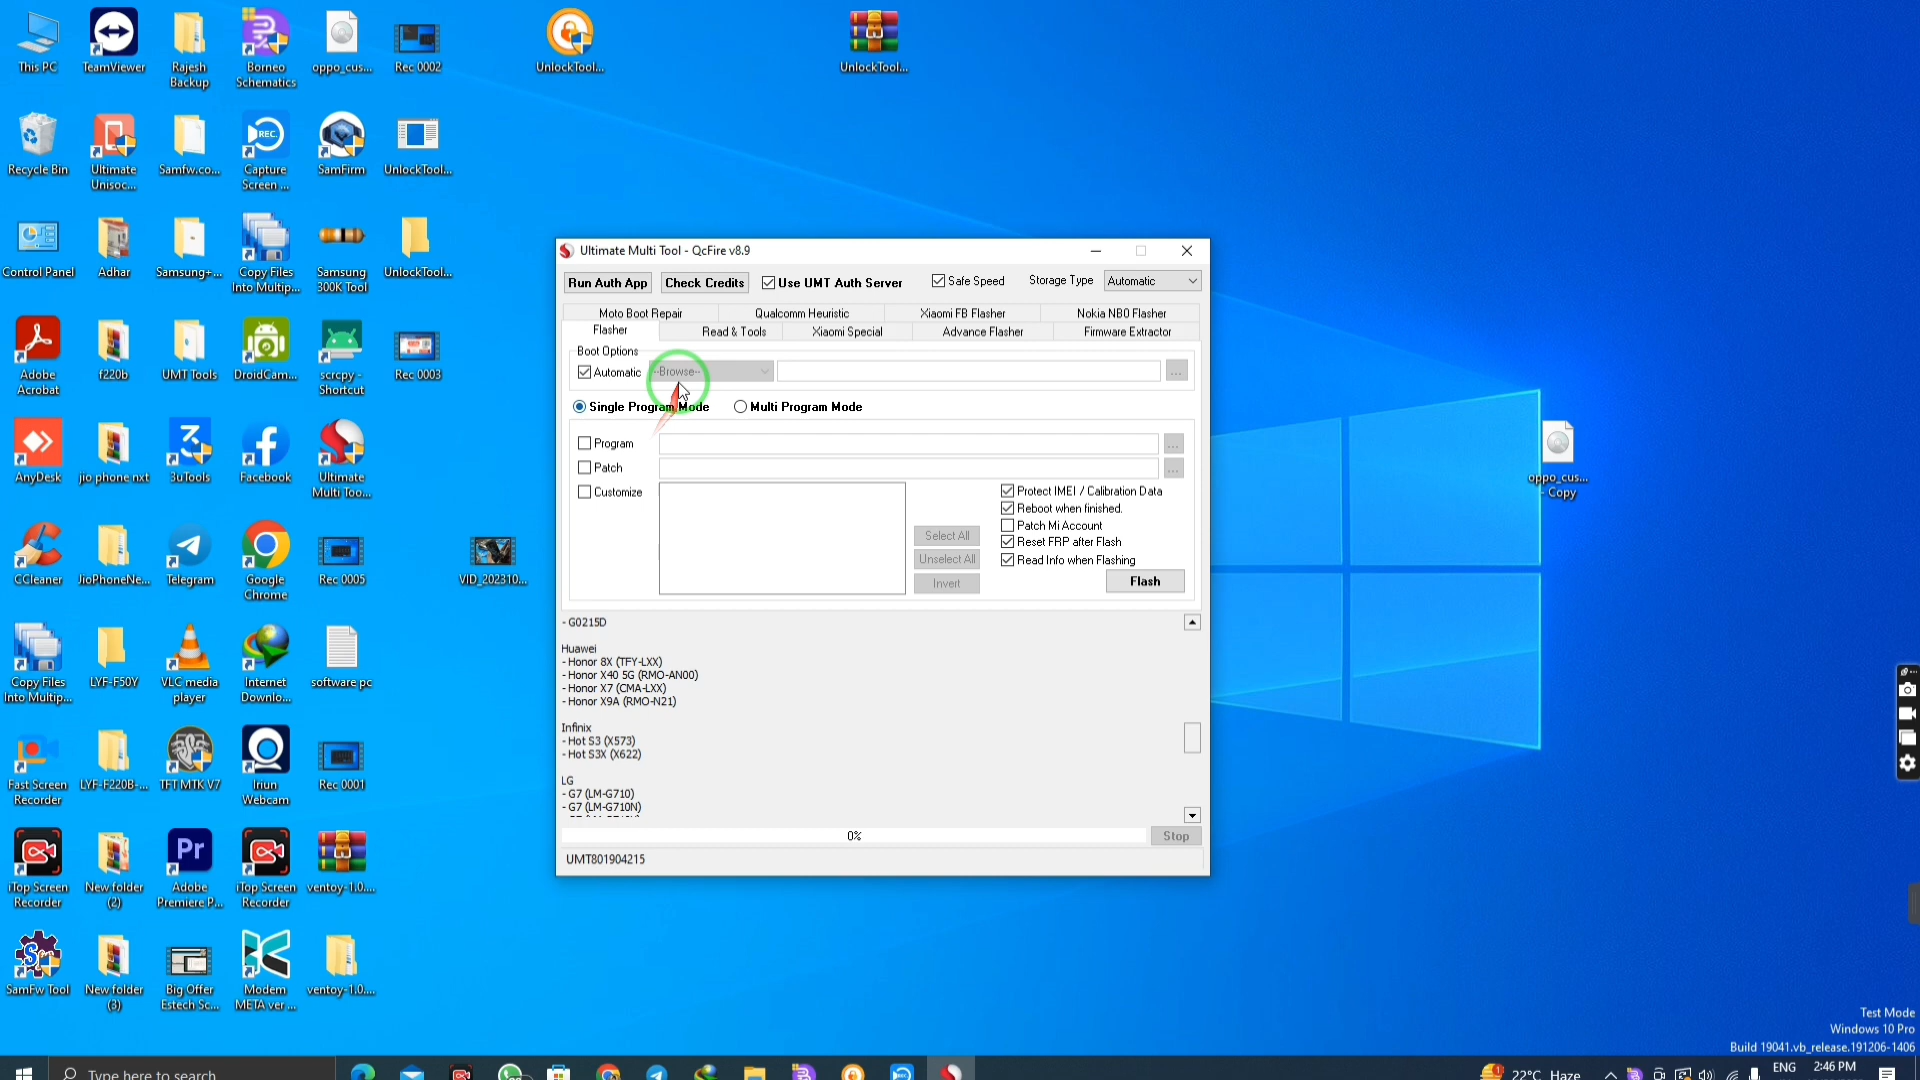 This PC
TeamViewer
Rajesh
Backup
Borneo
Schematics
oppo_cus...
Rec 0002
UnlockTool...
UnlockTool...
Recycle Bin
Ultimate
Unisoc...
Samfw.co...
Capture
Screen ...
SamFirm
UnlockTool...
Control Panel
Adhar
Samsung+...
Copy Files
Into Multip...
Samsung
300K Tool
UnlockTool...
Adobe
Acrobat
f220b
UMT Tools
DroidCam...
scrcpy -
Shortcut
Rec 0003
AnyDesk
jio phone nxt
3uTools
Facebook
Ultimate
Multi Too...
oppo_cus...
- Copy
CCleaner
JioPhoneNe...
Telegram
Google
Chrome
Rec 0005
VID_202310...
Copy Files
Into Multip...
LYF-F50Y
VLC media
player
Internet
Downlo...
software pc
Fast Screen
Recorder
LYF-F220B-...
TFT MTK V7
Iriun
Webcam
Rec 0001
iTop Screen
Recorder
New folder
(2)
Adobe
Premiere P...
iTop Screen
Recorder
ventoy-1.0....
SamFw Tool
New folder
(3)
Big Offer
Estech Sc...
Modem
META ver ...
ventoy-1.0....
Ultimate Multi Tool - QcFire v8.9
Run Auth App
Check Credits
Use UMT Auth Server
Safe Speed
Storage Type
Automatic
Moto Boot Repair
Qualcomm Heuristic
Xiaomi FB Flasher
Nokia NB0 Flasher
Flasher
Read & Tools
Xiaomi Special
Advance Flasher
Firmware Extractor
Boot Options
Automatic
--Browse--
...
Single Program Mode
Multi Program Mode
Program
...
Patch
...
Customize
Protect IMEI / Calibration Data
Reboot when finished.
Patch Mi Account
Reset FRP after Flash
Read Info when Flashing
Select All
Unselect All
Invert
Flash
- G0215D
Huawei
- Honor 8X (TFY-LXX)
- Honor X40 5G (RMO-AN00)
- Honor X7 (CMA-LXX)
- Honor X9A (RMO-N21)
Infinix
- Hot S3 (X573)
- Hot S3X (X622)
LG
- G7 (LM-G710)
- G7 (LM-G710N)
0%
Stop
UMT801904215
Test Mode
Windows 10 Pro
Build 19041.vb_release.191206-1406
Type here to search
22°C Haze
ENG
2:46 PM